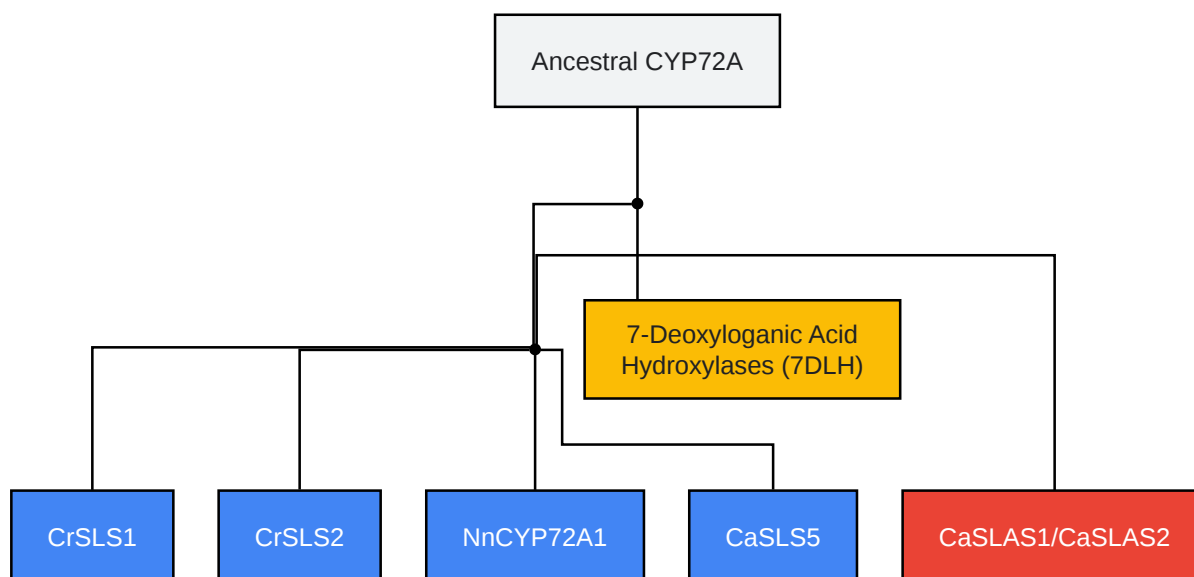 Ancestral CYP72A
7-Deoxyloganic Acid
Hydroxylases (7DLH)
CrSLS1
CrSLS2
NnCYP72A1
CaSLS5
CaSLAS1/CaSLAS2